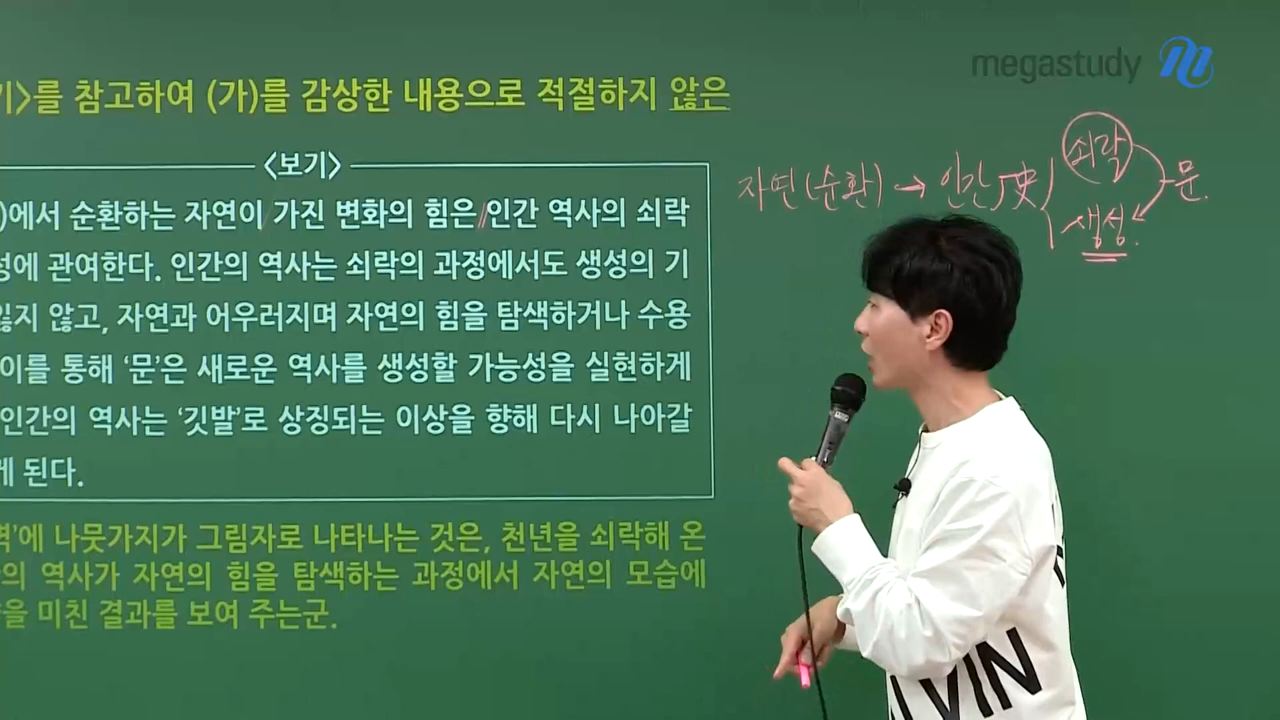 megastudy
기>를 참고하여 (가)를 감상한 내용으로 적절하지 않은
<보기>
)에서 순환하는 자연이 가진 변화의 힘은 인간 역사의 쇠락
성에 관여한다. 인간의 역사는 쇠락의 과정에서도 생성의 기
잃지 않고, 자연과 어우러지며 자연의 힘을 탐색하거나 수용
이를 통해 '문'은 새로운 역사를 생성할 가능성을 실현하게
인간의 역사는 '깃발'로 상징되는 이상을 향해 다시 나아갈
게 된다.
벽'에 나뭇가지가 그림자로 나타나는 것은, 천년을 쇠락해 온
의 역사가 자연의 힘을 탐색하는 과정에서 자연의 모습에
을 미친 결과를 보여 주는군.
자연(순환) → 인간史
쇠락
생성.
문.
LVIN